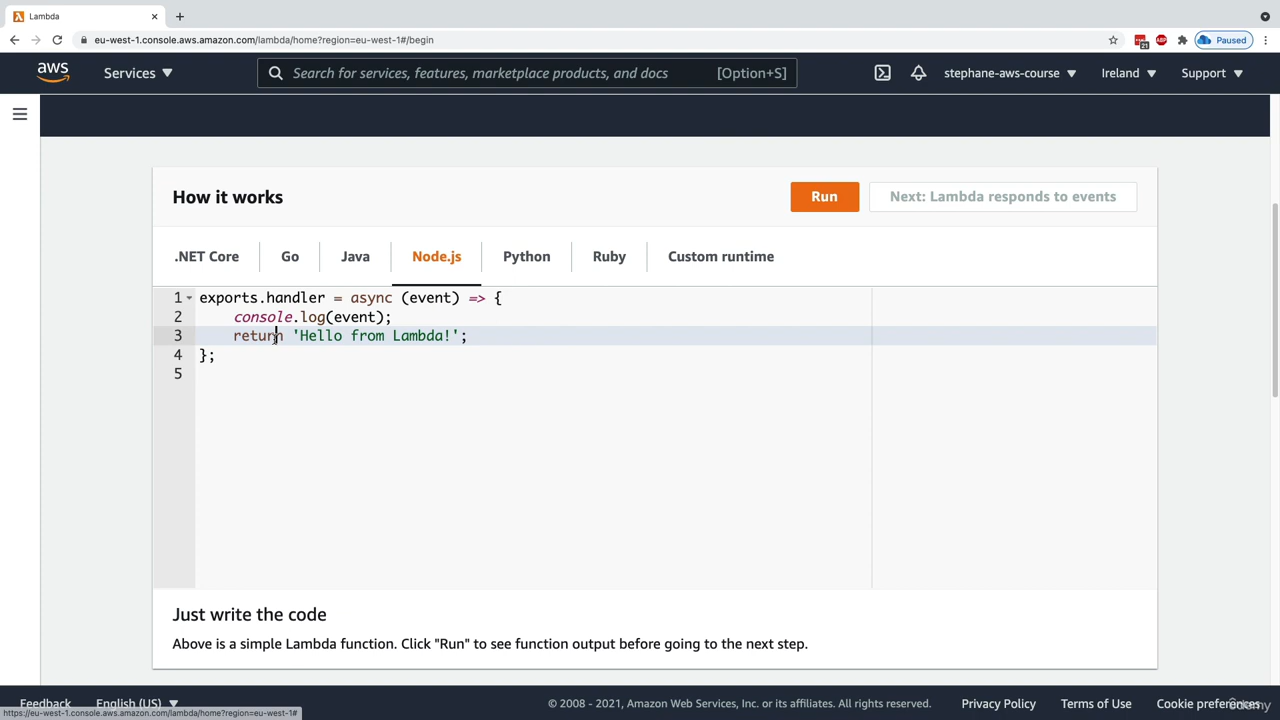 Lambda
eu-west-1.console.aws.amazon.com/lambda/home?region=eu-west-1#/begin
21
ABP
Paused
aws
Services
Search for services, features, marketplace products, and docs
[Option+S]
stephane-aws-course
Ireland
Support
How it works
Run
Next: Lambda responds to events
.NET Core
Go
Java
Node.js
Python
Ruby
Custom runtime
1 exports.handler = async (event) => {
2 console.log(event);
3 return 'Hello from Lambda!';
4 };
5
Just write the code
Above is a simple Lambda function. Click "Run" to see function output before going to the next step.
Feedback
English (US)
© 2008 - 2021, Amazon Web Services, Inc. or its affiliates. All rights reserved.
Privacy Policy
Terms of Use
Cookie preferences
ûdemy
https://eu-west-1.console.aws.amazon.com/lambda/home?region=eu-west-1#